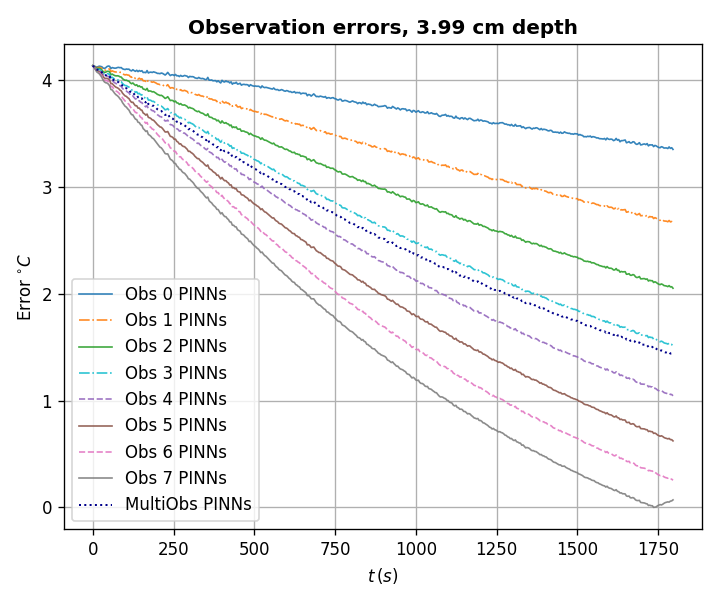 Observation errors, 3.99 cm depth
Error °C
4
3
2
1
0
Obs 0 PINNs
Obs 1 PINNs
Obs 2 PINNs
Obs 3 PINNs
Obs 4 PINNs
Obs 5 PINNs
Obs 6 PINNs
Obs 7 PINNs
MultiObs PINNs
0 250 500 750 1000 1250 1500 1750
t (s)